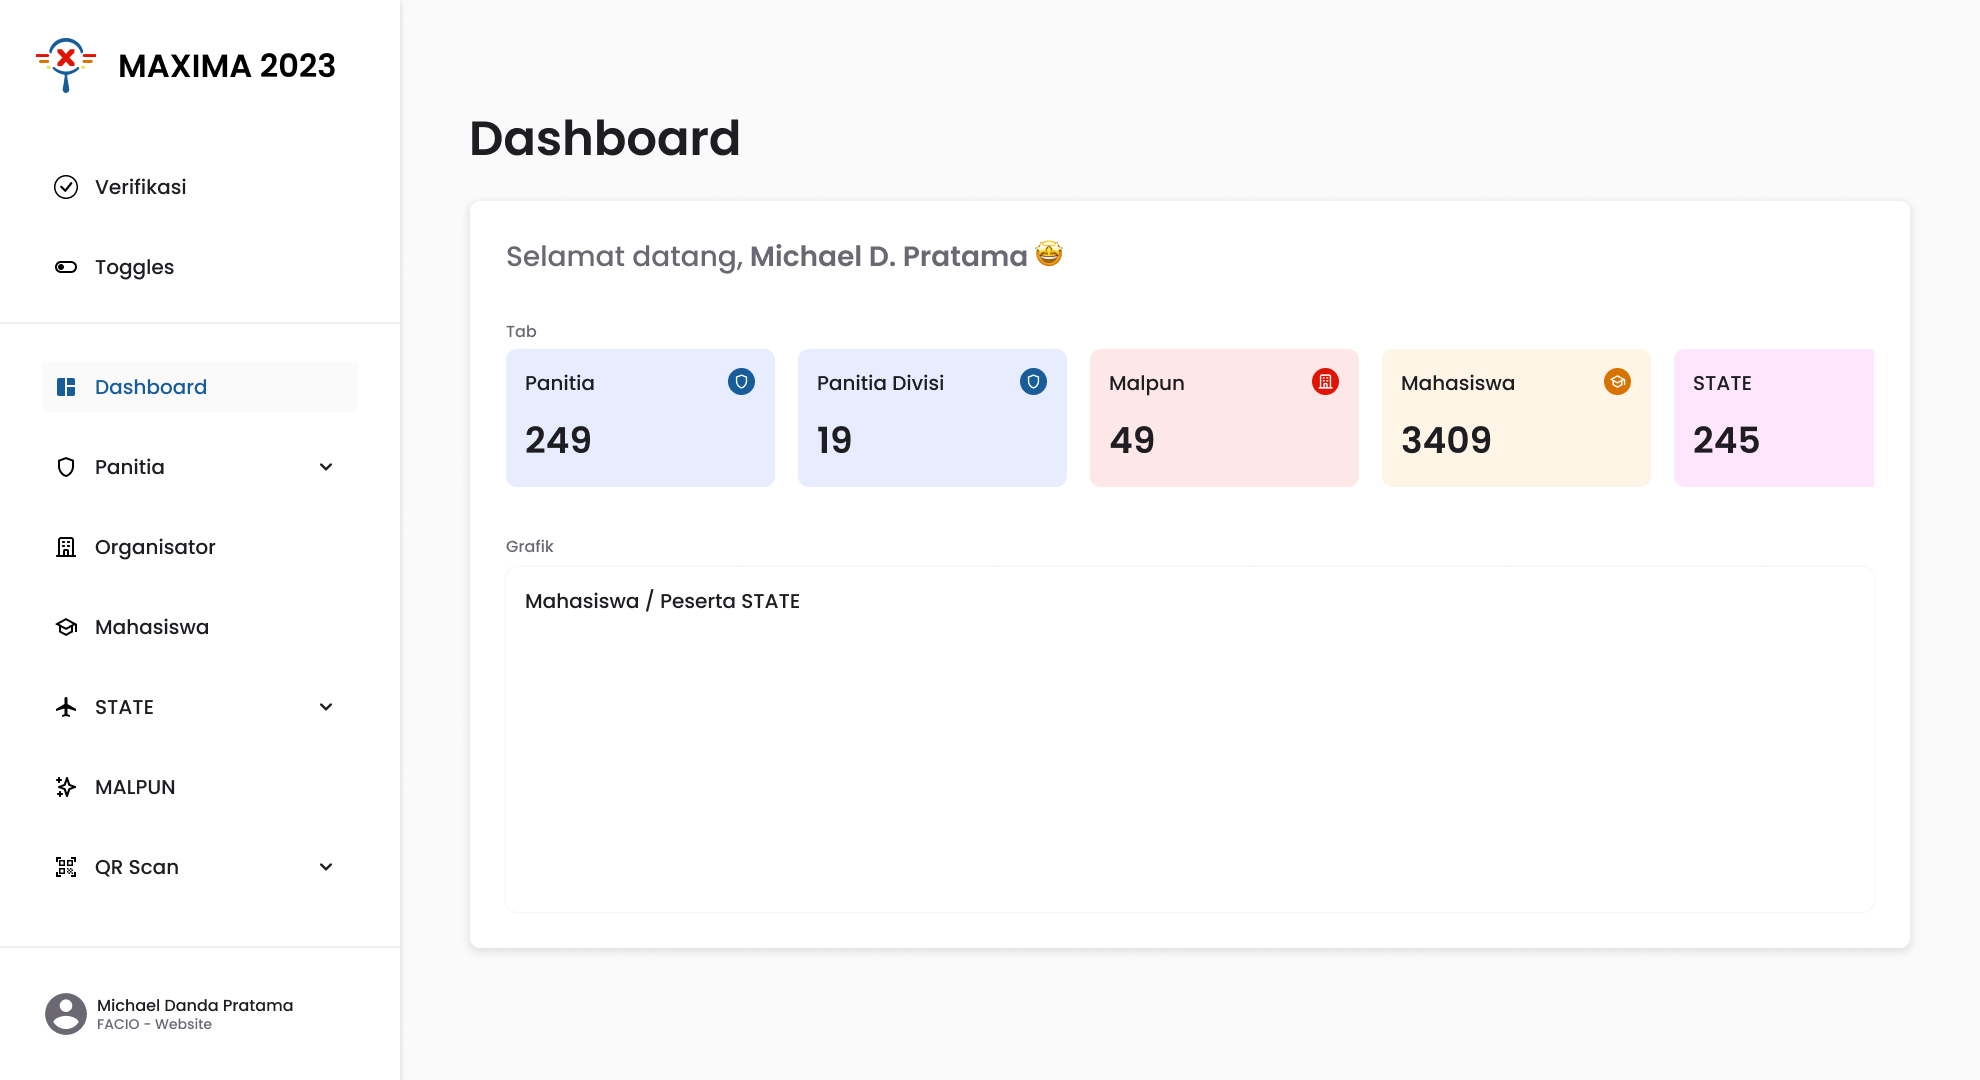 MAXIMA 2023
Verifikasi
Toggles
Dashboard
Panitia
Organisator
Mahasiswa
STATE
MALPUN
QR Scan
Michael Danda Pratama
FACIO - Website
Dashboard
Selamat datang, Michael D. Pratama 🤩
Tab
Panitia
249
Panitia Divisi
19
Malpun
49
Mahasiswa
3409
STATE
245
Grafik
Mahasiswa / Peserta STATE